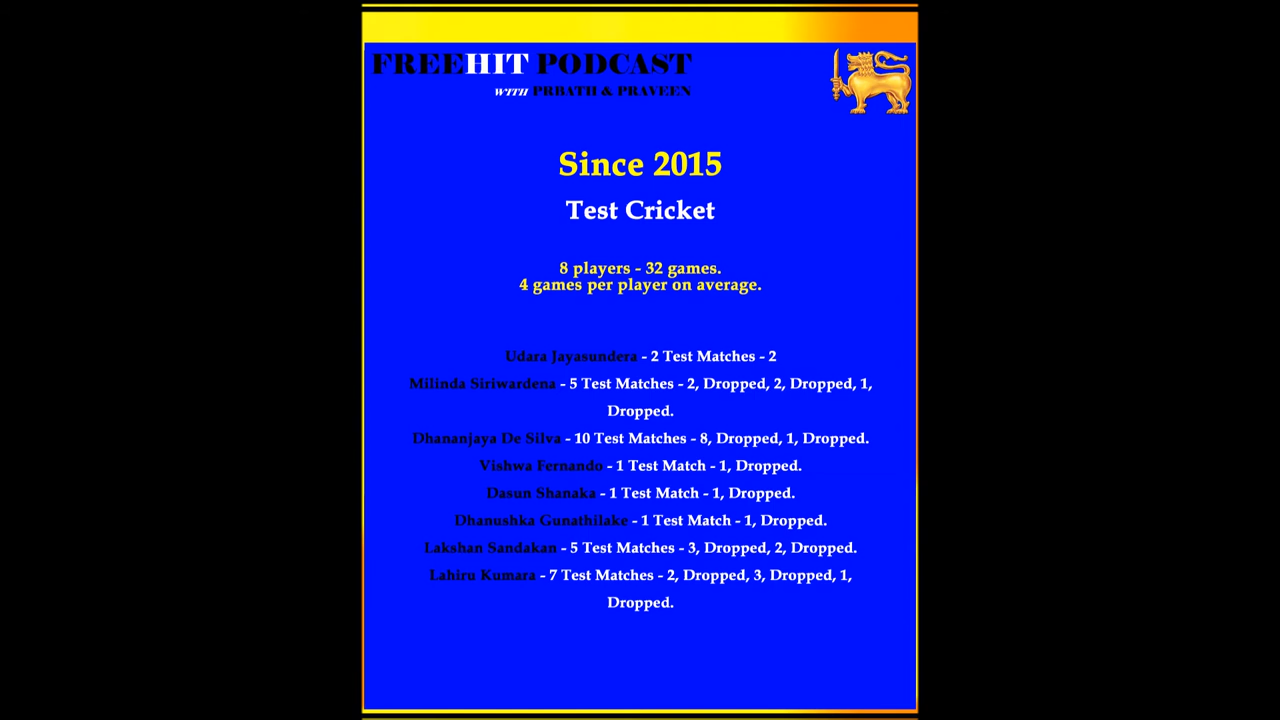 FREEHIT PODCAST
WITH PRBATH & PRAVEEN
Since 2015
Test Cricket
8 players - 32 games.
4 games per player on average.
Udara Jayasundera - 2 Test Matches - 2
Milinda Siriwardena - 5 Test Matches - 2, Dropped, 2, Dropped, 1,
Dropped.
Dhananjaya De Silva - 10 Test Matches - 8, Dropped, 1, Dropped.
Vishwa Fernando - 1 Test Match - 1, Dropped.
Dasun Shanaka - 1 Test Match - 1, Dropped.
Dhanushka Gunathilake - 1 Test Match - 1, Dropped.
Lakshan Sandakan - 5 Test Matches - 3, Dropped, 2, Dropped.
Lahiru Kumara - 7 Test Matches - 2, Dropped, 3, Dropped, 1,
Dropped.